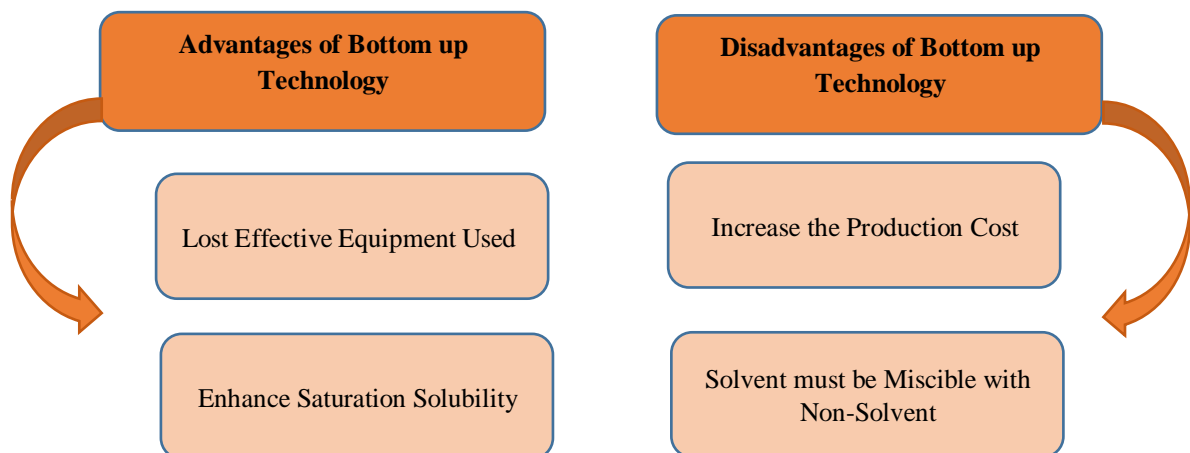 Advantages of Bottom up
Technology
Lost Effective Equipment Used
Enhance Saturation Solubility
Disadvantages of Bottom up
Technology
Increase the Production Cost
Solvent must be Miscible with
Non-Solvent